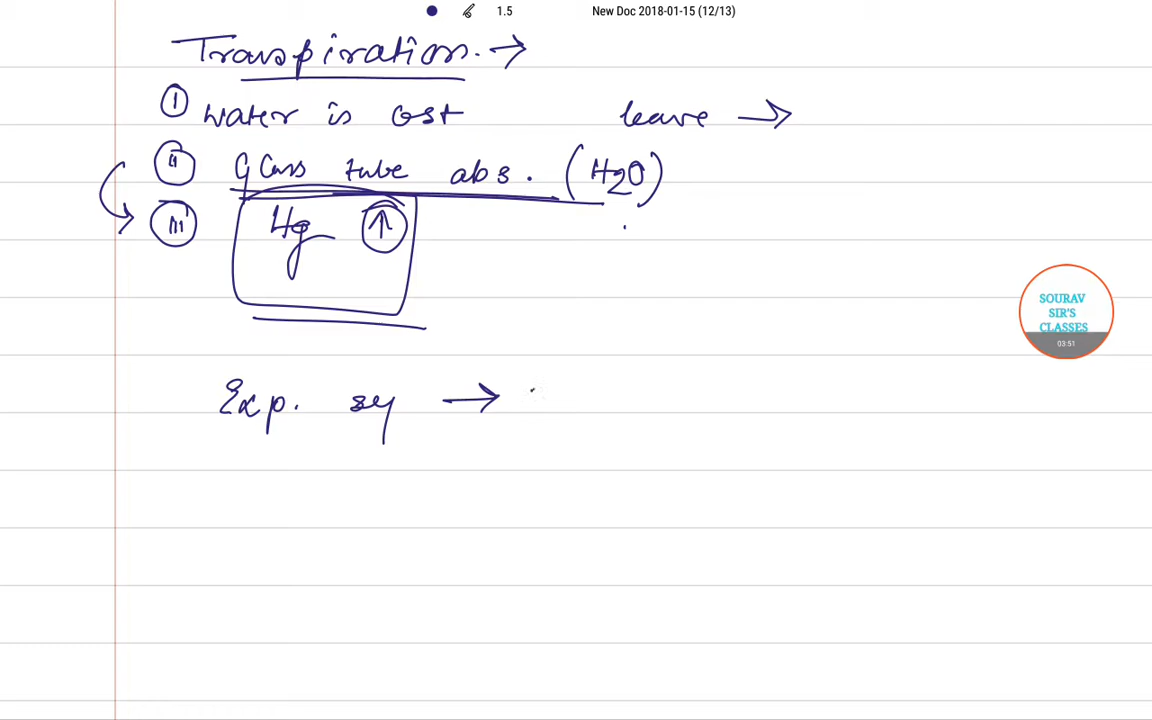 1.5 New Doc 2018-01-15 (12/13)
Transpiration. →
① Water is lost leave →
(ii) Glass tube abs. (H2O)
(iii) Hg ↑
SOURAV
SIR'S
CLASSES
03:51
Exp. sy →